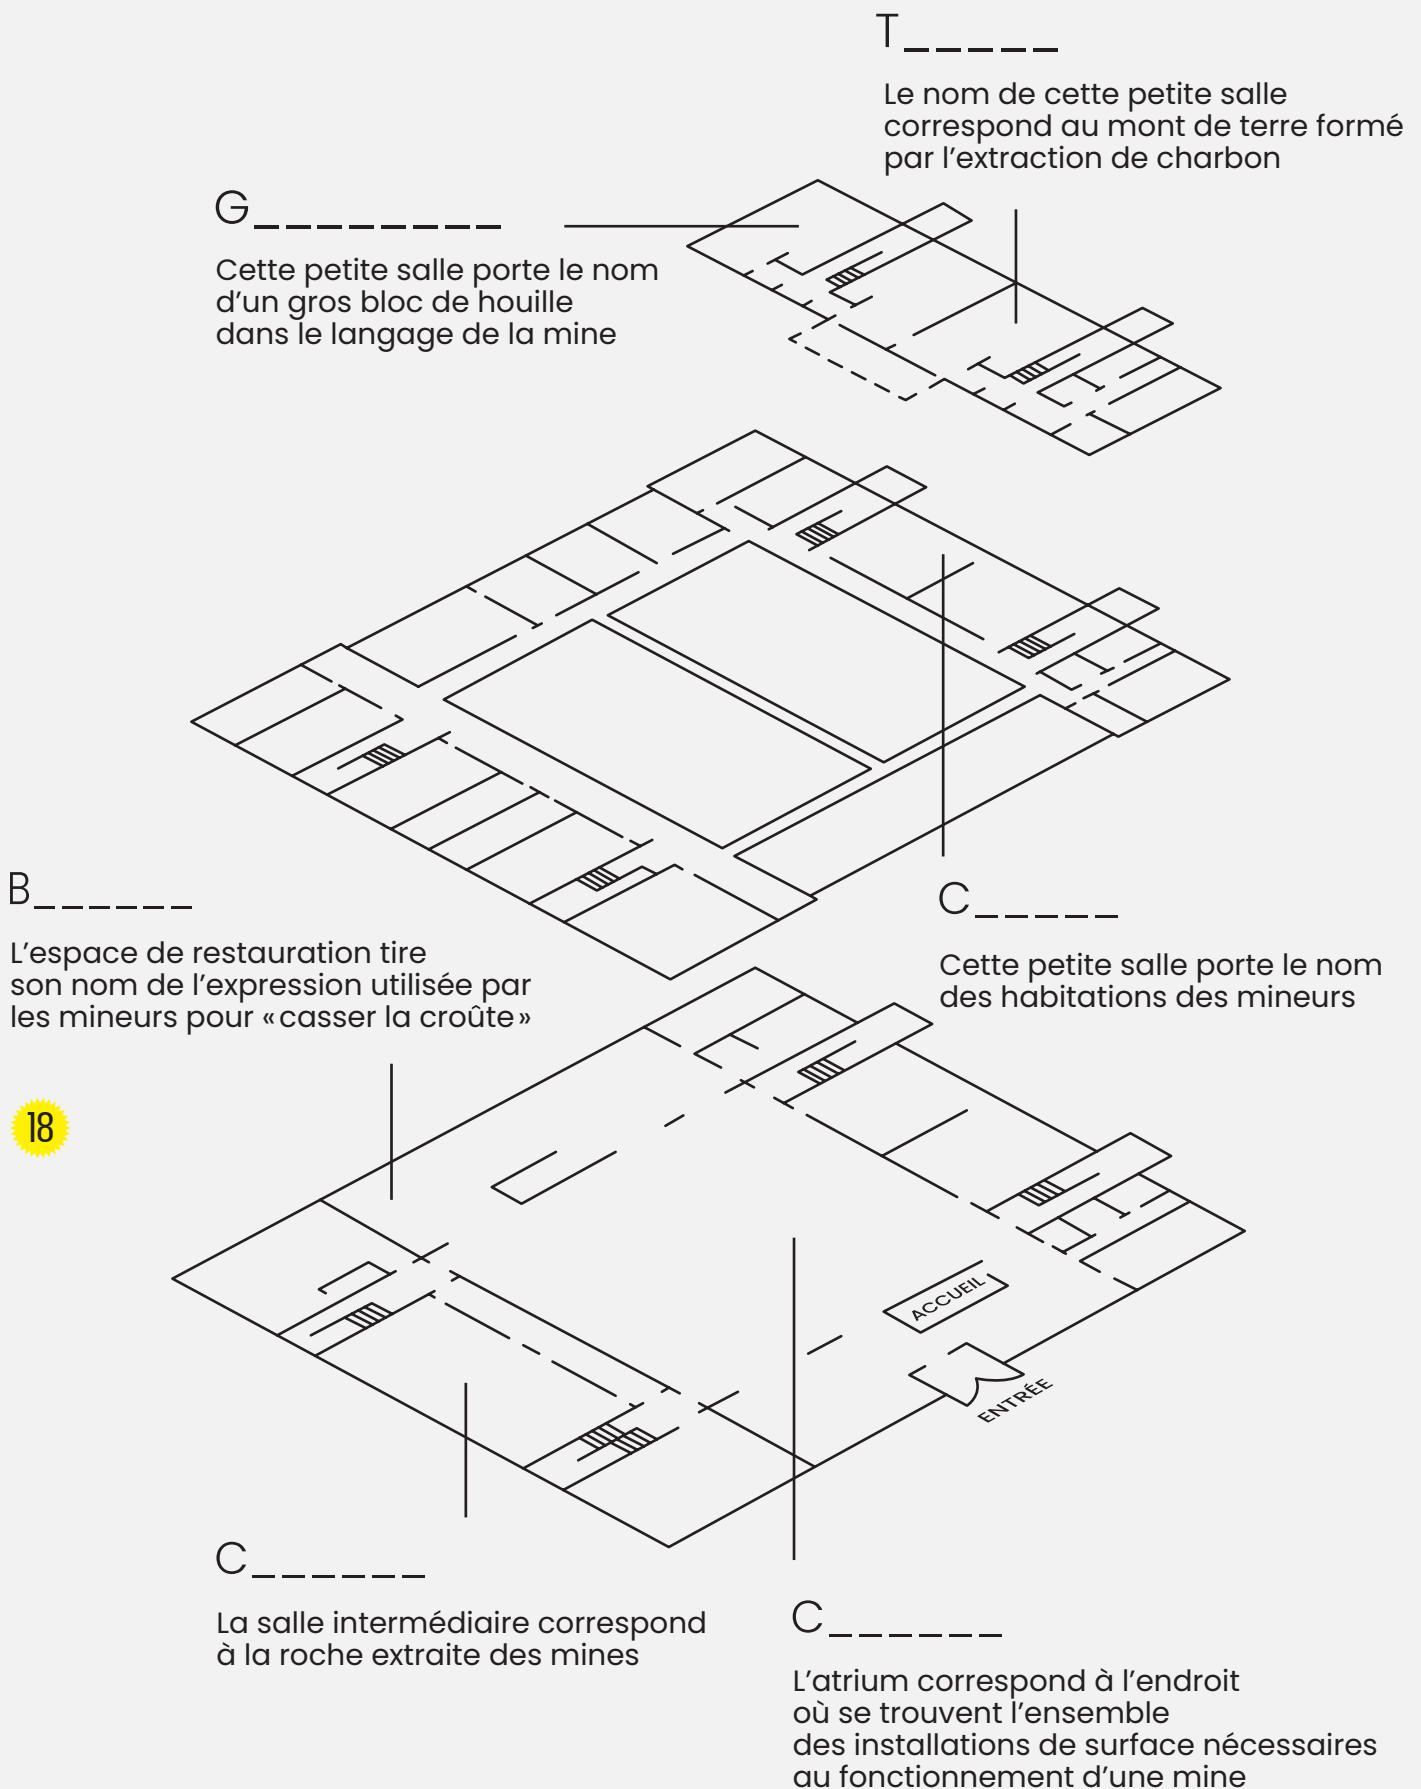 T_____
Le nom de cette petite salle
correspond au mont de terre formé
par l’extraction de charbon
G________
Cette petite salle porte le nom
d’un gros bloc de houille
dans le langage de la mine
B______
L’espace de restauration tire
son nom de l’expression utilisée par
les mineurs pour «casser la croûte»
C_____
Cette petite salle porte le nom
des habitations des mineurs
18
ACCUEIL
ENTRÉE
C______
La salle intermédiaire correspond
à la roche extraite des mines
C______
L’atrium correspond à l’endroit
où se trouvent l’ensemble
des installations de surface nécessaires
au fonctionnement d’une mine